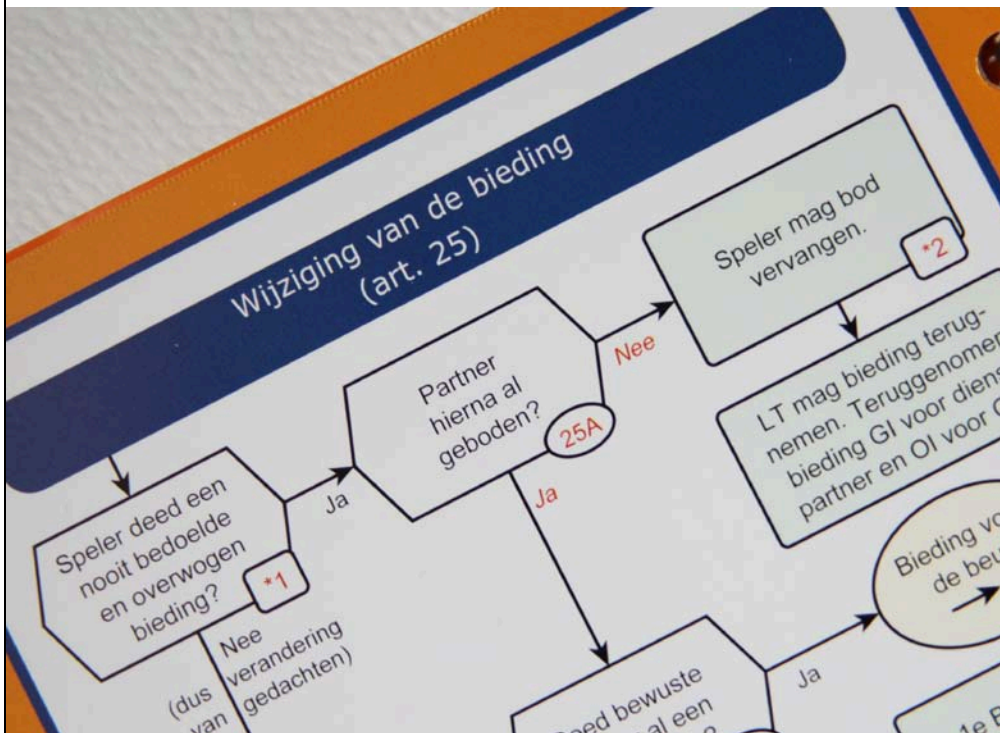 Wijziging van de bieding
(art. 25)
Speler mag bod
vervangen.
*2
Nee
Partner
hierna al
geboden?
25A
LT mag bieding terug-
nemen.
bieding GI voor
partner en OI voor
Ja
Ja
Speler deed een
nooit bedoelde
en overwogen
bieding?
*1
Nee
(dus verandering
van gedachten)
Bieding
de
Ja
bewuste
een